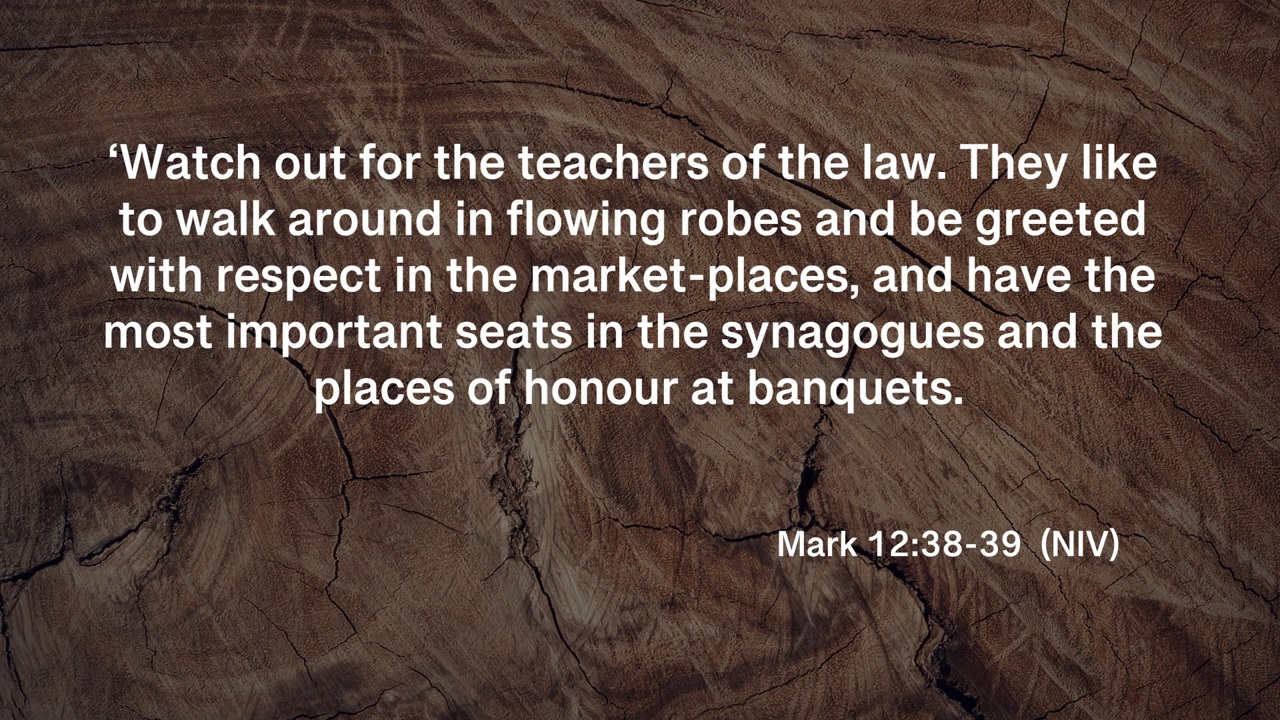 ‘Watch out for the teachers of the law. They like
to walk around in flowing robes and be greeted
with respect in the market-places, and have the
most important seats in the synagogues and the
places of honour at banquets.
Mark 12:38-39 (NIV)